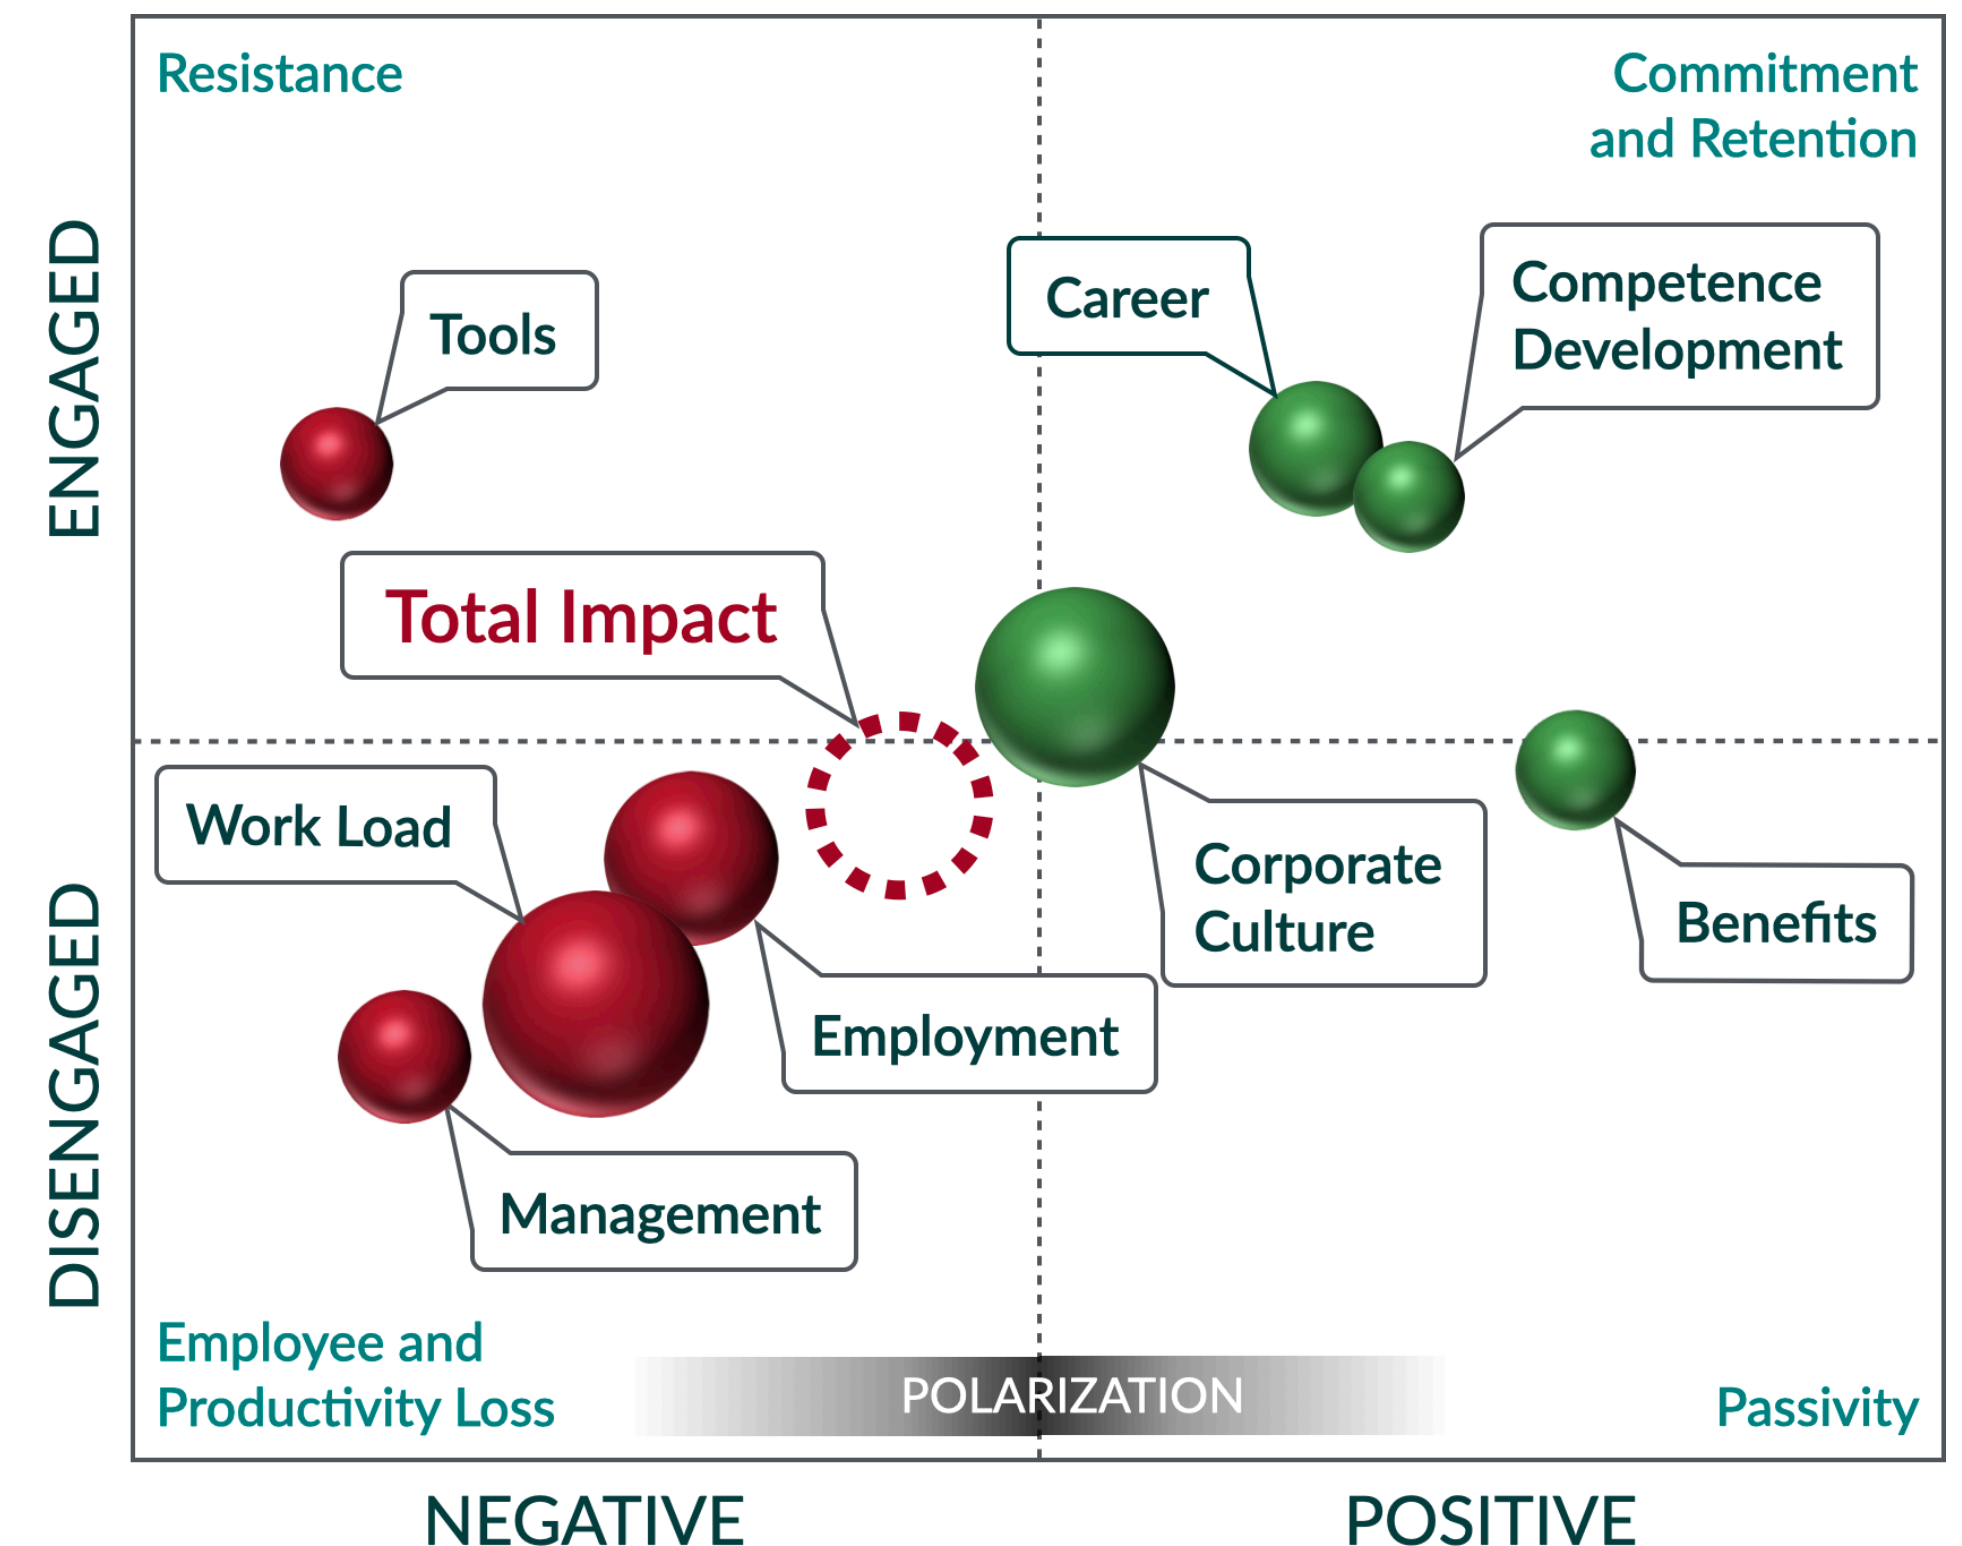 Resistance
Commitment
and Retention
ENGAGED
Tools
Career
Competence
Development
Total Impact
Work Load
Corporate
Culture
Benefits
Employment
DISENGAGED
Management
Employee and
Productivity Loss
POLARIZATION
Passivity
NEGATIVE
POSITIVE